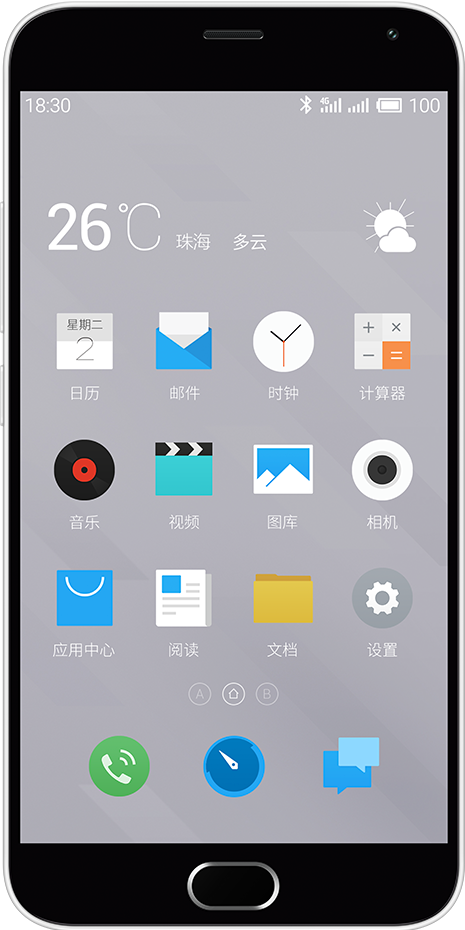 18:30 4G 100
26℃ 珠海 多云
星期二
2
+ ×
− =
日历 邮件 时钟 计算器
音乐 视频 图库 相机
应用中心 阅读 文档 设置
A B